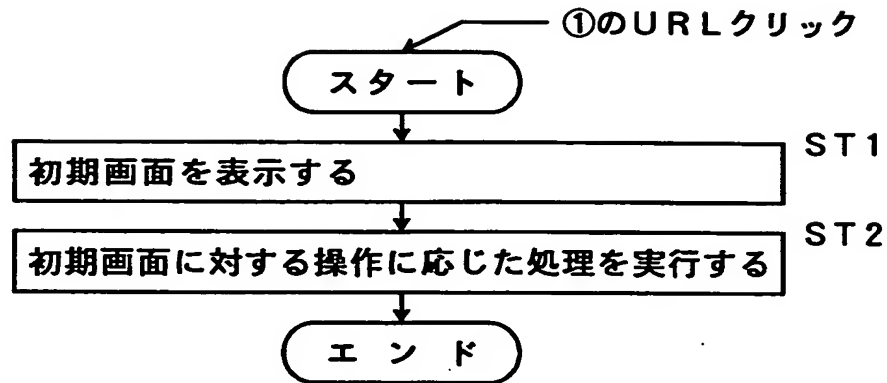 ①のURLクリック
スタート
ST1
初期画面を表示する
ST2
初期画面に対する操作に応じた処理を実行する
エンド